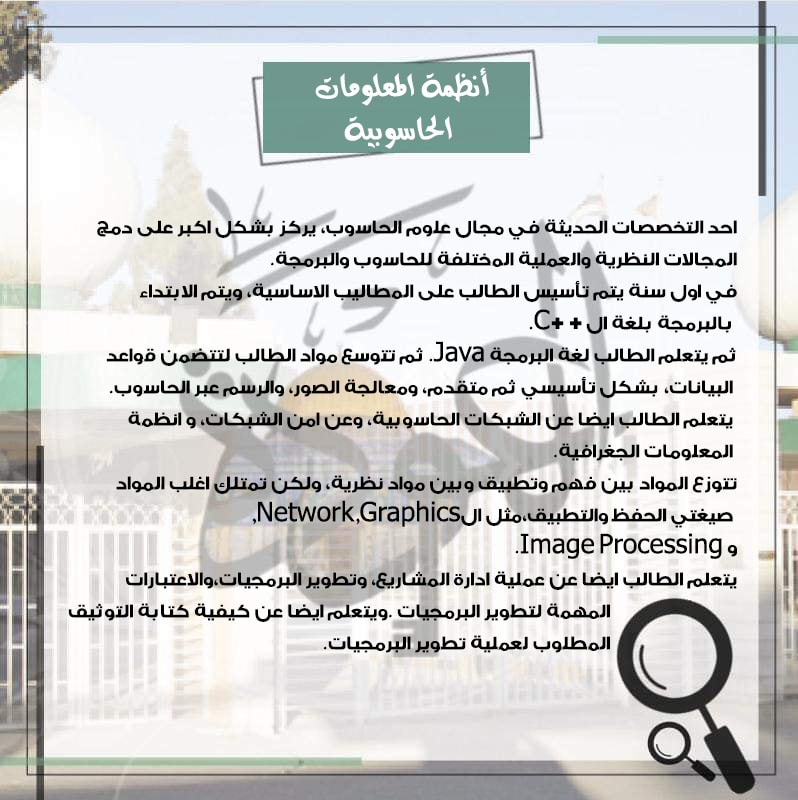 أنظمة المعلومات
الحاسوبية
احد التخصصات الحديثة في مجال علوم الحاسوب، يركز بشكل اكبر على دمج
المجالات النظرية والعملية المختلفة للحاسوب والبرمجة.
في اول سنة يتم تأسيس الطالب على المطاليب الاساسية، ويتم الابتداء
بالبرمجة بلغة ال ++C.
ثم يتعلم الطالب لغة البرمجة Java. ثم تتوسع مواد الطالب لتتضمن قواعد
البيانات، بشكل تأسيسي ثم متقدم، ومعالجة الصور، والرسم عبر الحاسوب.
يتعلم الطالب ايضا عن الشبكات الحاسوبية، وعن امن الشبكات، و انظمة
المعلومات الجغرافية.
تتوزع المواد بين فهم وتطبيق وبين مواد نظرية، ولكن تمتلك اغلب المواد
صيغتي الحفظ والتطبيق،مثل الNetwork,Graphics,
و Image Processing.
يتعلم الطالب ايضا عن عملية ادارة المشاريع، وتطوير البرمجيات،والاعتبارات
المهمة لتطوير البرمجيات .ويتعلم ايضا عن كيفية كتابة التوثيق
المطلوب لعملية تطوير البرمجيات.